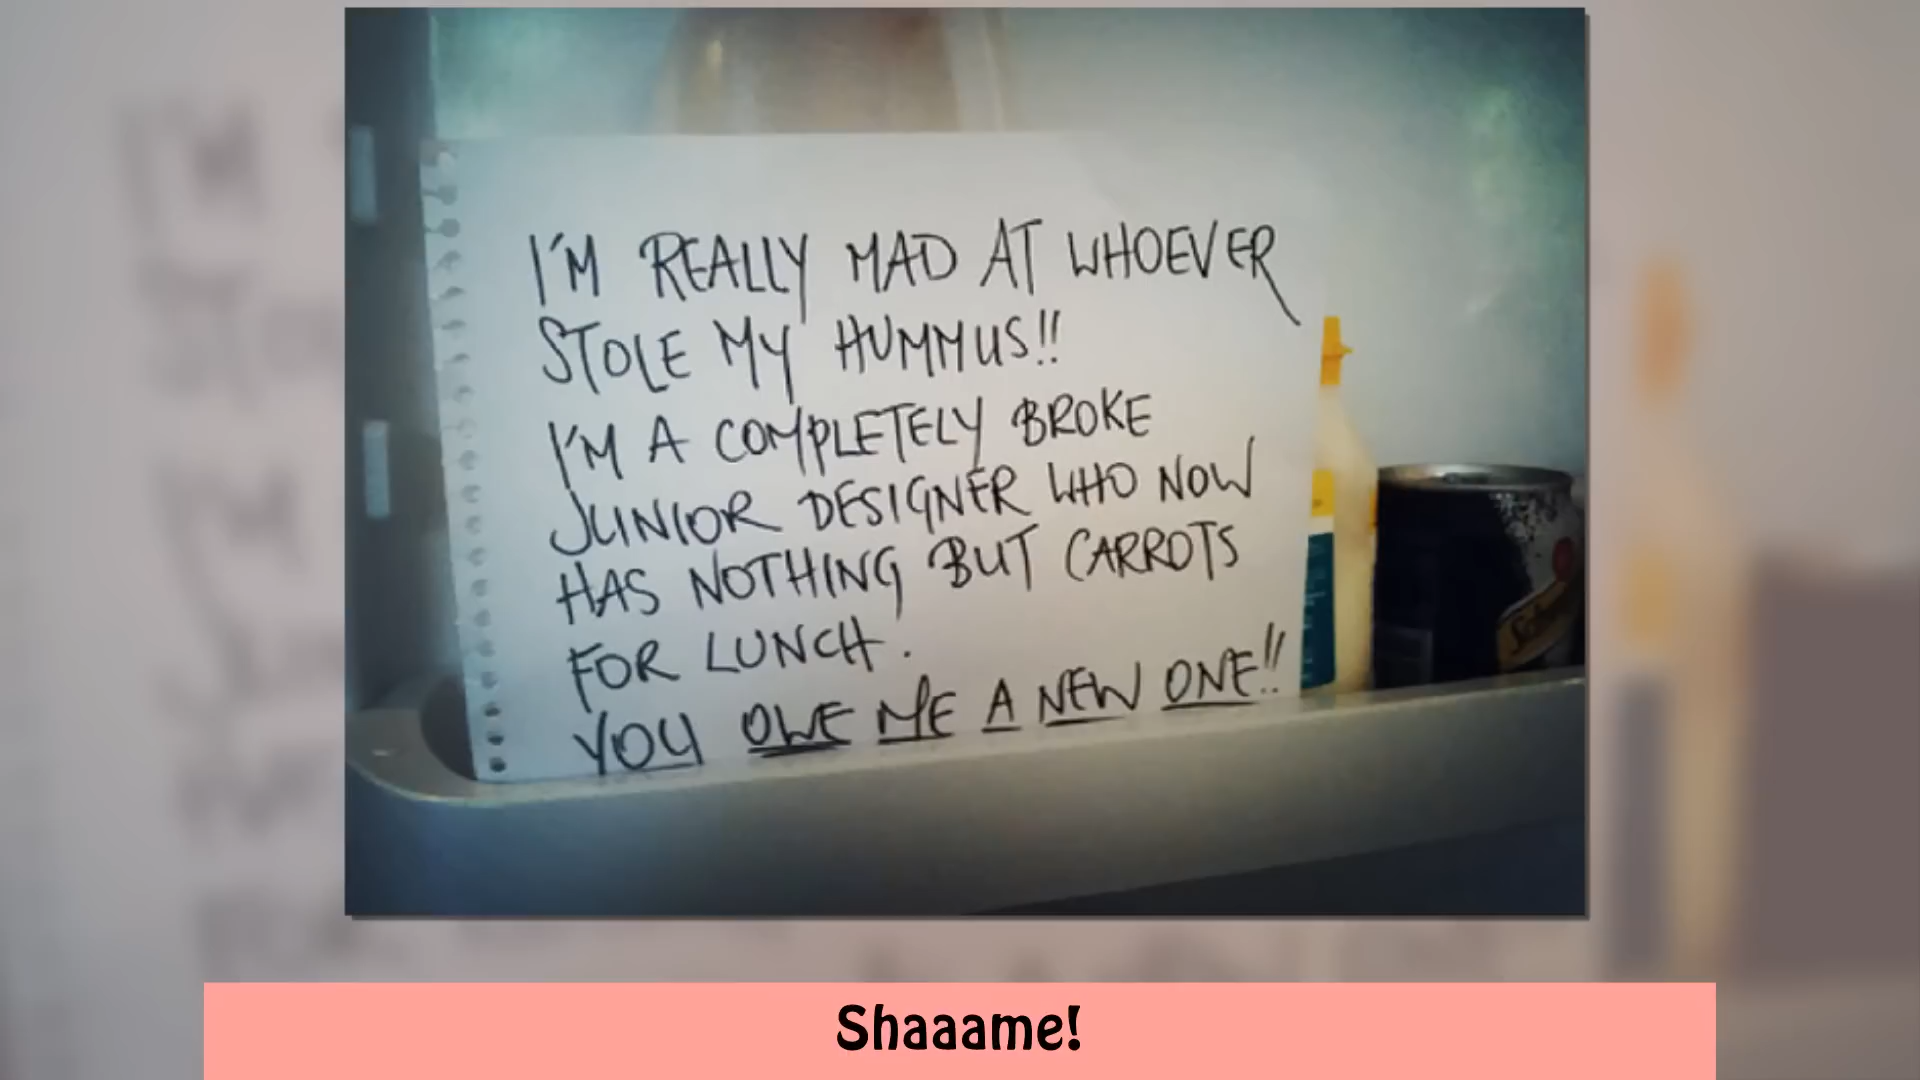 I'M REALLY MAD AT WHOEVER
STOLE MY HUMMUS!!
I'M A COMPLETELY BROKE
JUNIOR DESIGNER WHO NOW
HAS NOTHING BUT CARROTS
FOR LUNCH.
YOU OWE ME A NEW ONE!!
Shaaame!